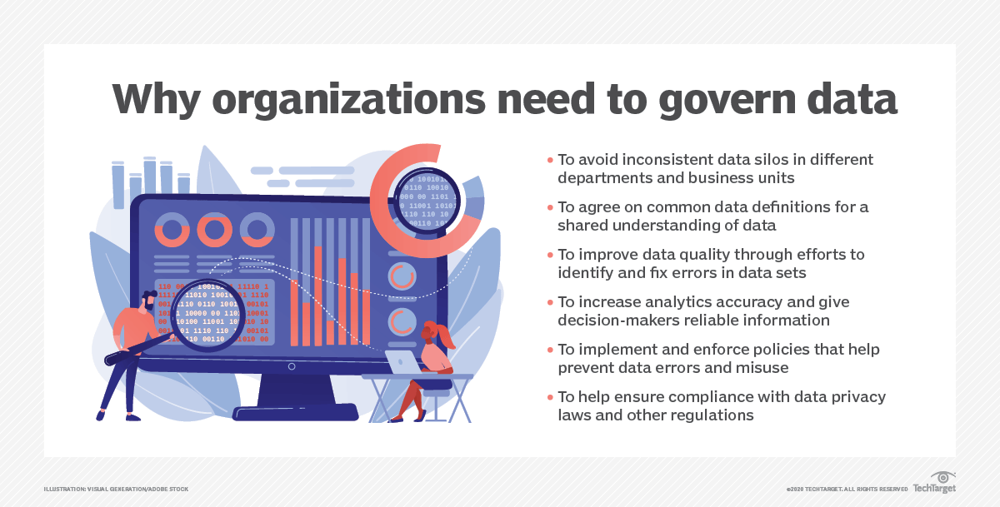 Why organizations need to govern data
• To avoid inconsistent data silos in different
departments and business units
• To agree on common data definitions for a
shared understanding of data
• To improve data quality through efforts to
identify and fix errors in data sets
• To increase analytics accuracy and give
decision-makers reliable information
• To implement and enforce policies that help
prevent data errors and misuse
• To help ensure compliance with data privacy
laws and other regulations
ILLUSTRATION: VISUAL GENERATION/ADOBE STOCK
©2020 TECHTARGET. ALL RIGHTS RESERVED
TechTarget